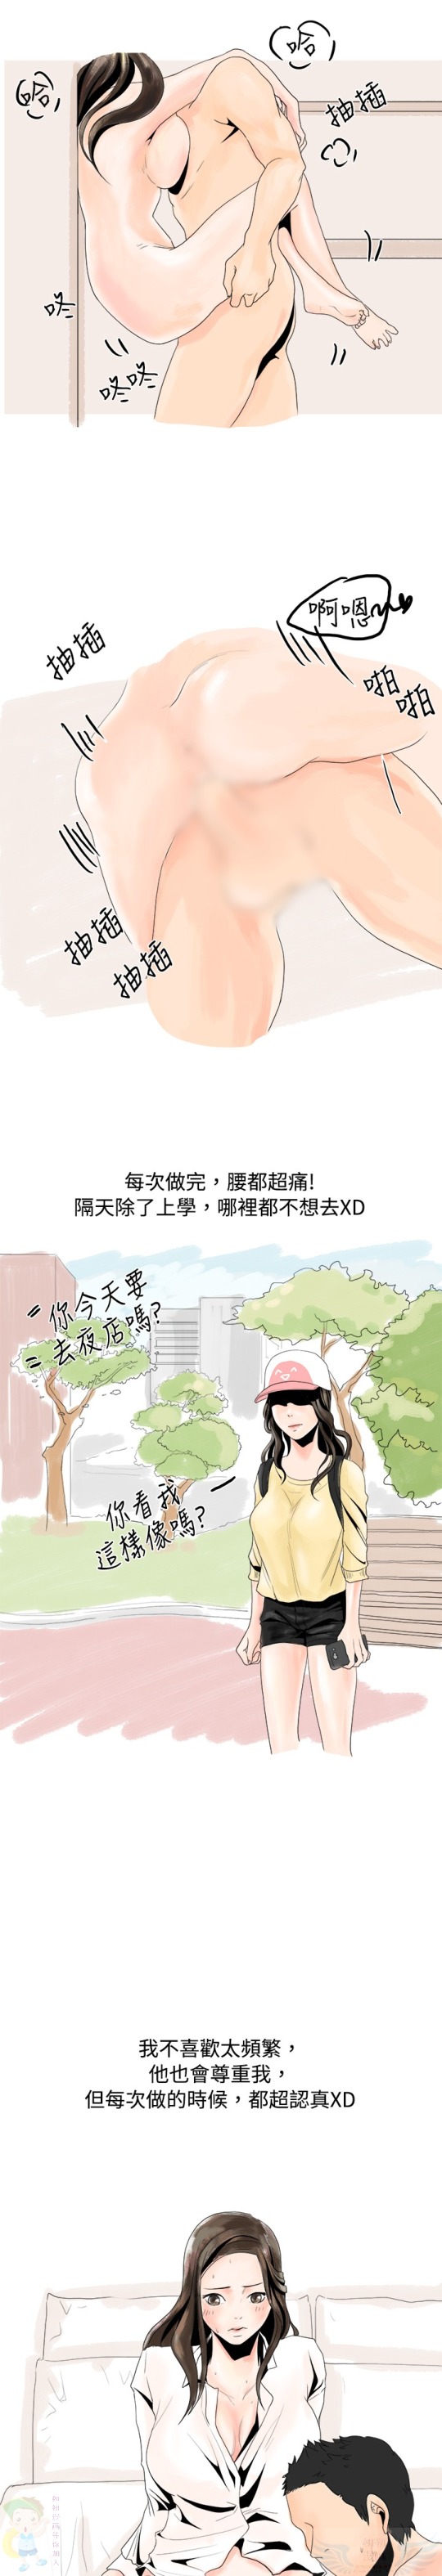 哈
哈
抽插
咚
咚咚
啊嗯~♥
抽插
啪
啪
抽插
抽插
每次做完，腰都超痛!
隔天除了上學，哪裡都不想去XD
你今天要
去夜店嗎?
你看我
這樣像嗎?
我不喜歡太頻繁，
他也會尊重我，
但每次做的時候，都超認真XD